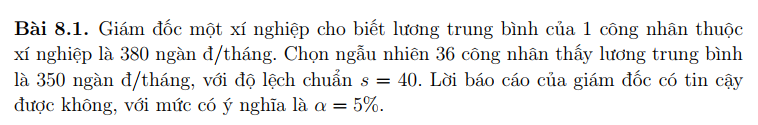 Bài 8.1. Giám đốc một xí nghiệp cho biết lương trung bình của 1 công nhân thuộc
xí nghiệp là 380 ngàn đ/tháng. Chọn ngẫu nhiên 36 công nhân thấy lương trung bình
là 350 ngàn đ/tháng, với độ lệch chuẩn s = 40. Lời báo cáo của giám đốc có tin cậy
được không, với mức có ý nghĩa là α = 5%.